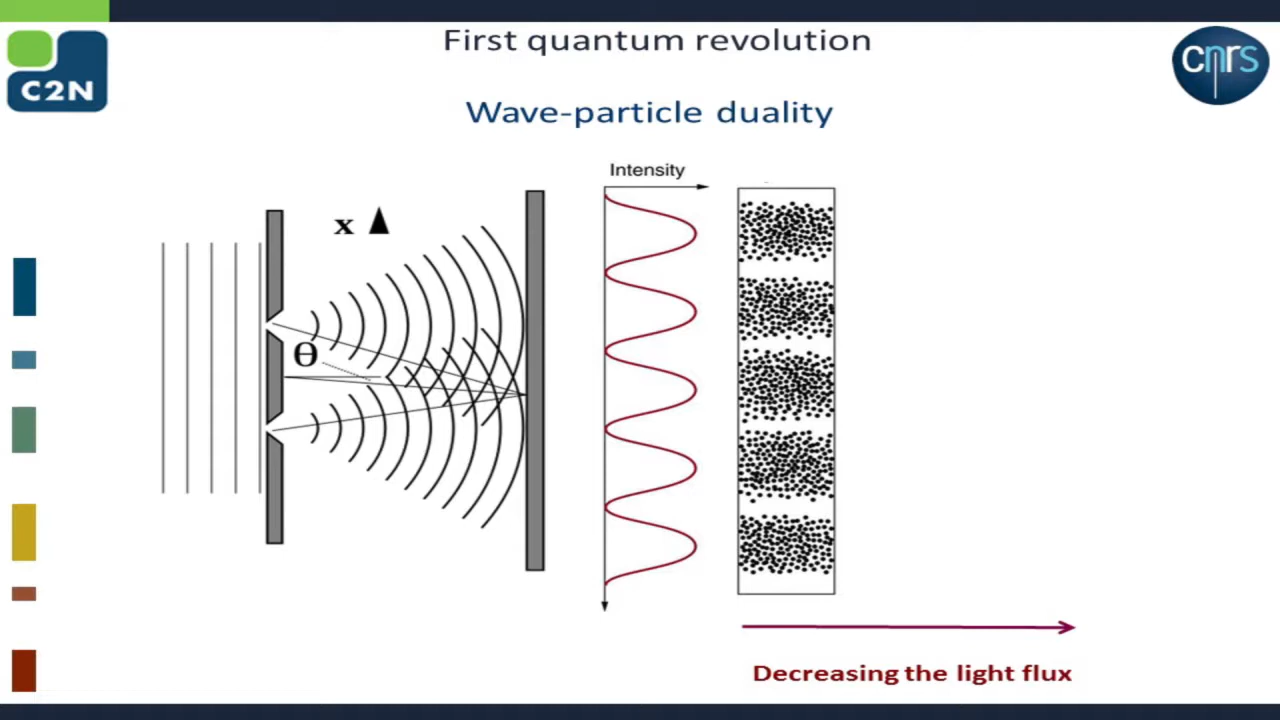 First quantum revolution
C2N
cnrs
Wave-particle duality
Intensity
x
θ
Decreasing the light flux